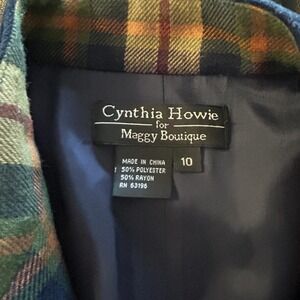 Cynthia Howie
for
Maggy Boutique
10
MADE IN CHINA
50% POLYESTER
50% RAYON
RN 63196